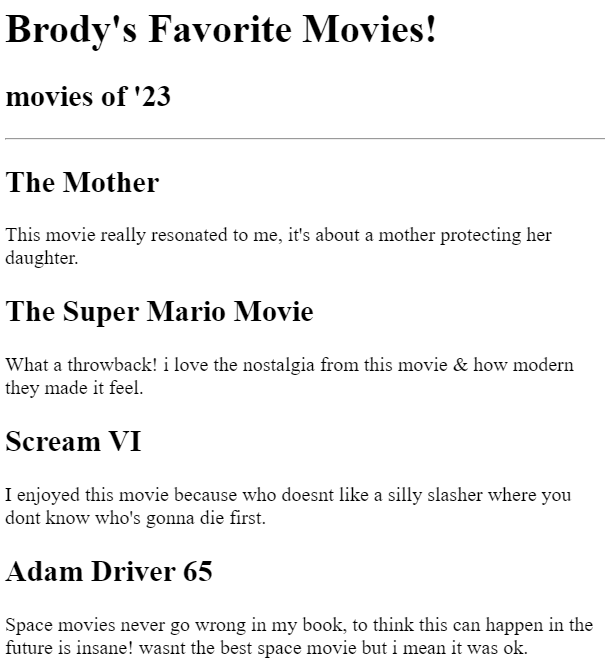 Brody's Favorite Movies!
movies of '23
The Mother
This movie really resonated to me, it's about a mother protecting her
daughter.
The Super Mario Movie
What a throwback! i love the nostalgia from this movie & how modern
they made it feel.
Scream VI
I enjoyed this movie because who doesnt like a silly slasher where you
dont know who's gonna die first.
Adam Driver 65
Space movies never go wrong in my book, to think this can happen in the
future is insane! wasnt the best space movie but i mean it was ok.